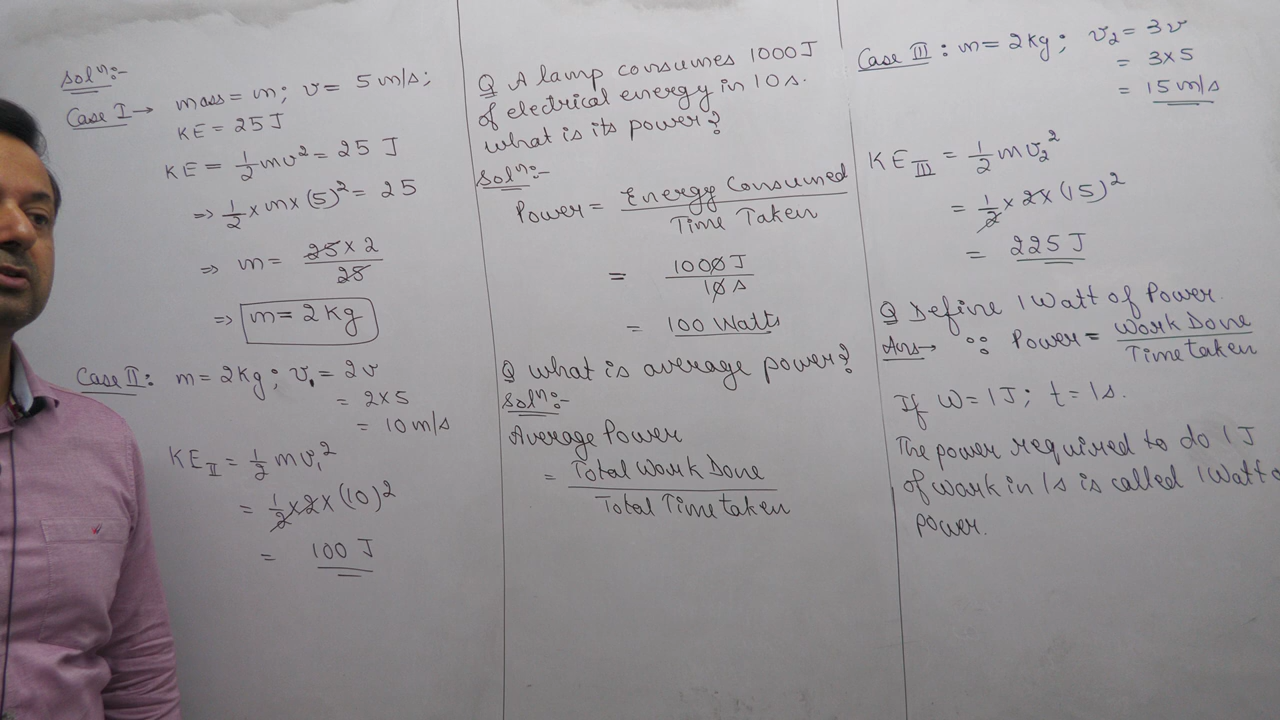 Solⁿ:-
Case I → mass = m; v = 5 m/s;
KE = 25 J
KE = 1/2 mv² = 25 J
⇒ 1/2 × m × (5)² = 25
⇒ m = 25 × 2 / 25
⇒ m = 2 kg
Case II: m = 2 kg; v₁ = 2v
= 2 × 5
= 10 m/s
KE_II = 1/2 mv₁²
= 1/2 × 2 × (10)²
= 100 J
Q A lamp consumes 1000 J
of electrical energy in 10 s.
what is its power?
Solⁿ:-
Power = Energy Consumed / Time Taken
= 1000 J / 10 s
= 100 Watts
Q what is average power?
Solⁿ:-
Average Power
= Total Work Done / Total Time taken
Case III: m = 2 kg; v₂ = 3v
= 3 × 5
= 15 m/s
KE_III = 1/2 mv₂²
= 1/2 × 2 × (15)²
= 225 J
Q Define 1 Watt of Power.
Ans → ∵ Power = Work Done / Time taken
If W = 1 J; t = 1 s.
The power required to do 1 J
of work in 1s is called 1 Watt o
power.